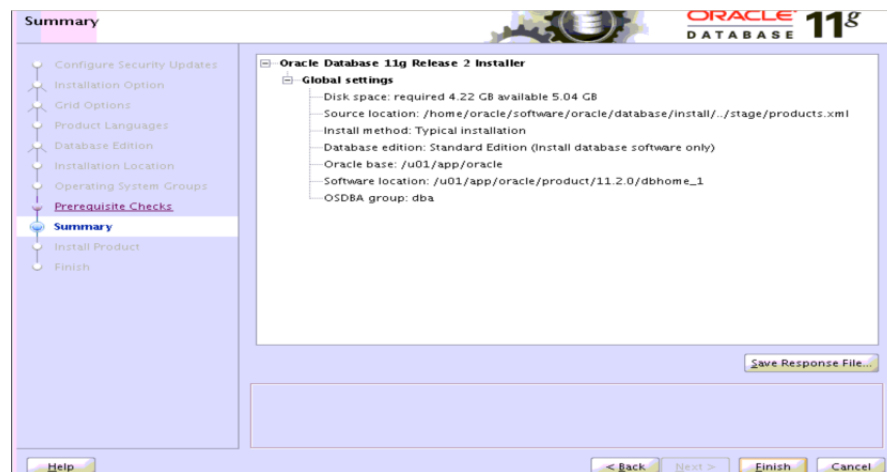 Summary
ORACLE
DATABASE 11g
Configure Security Updates
Installation Option
Grid Options
Product Languages
Database Edition
Installation Location
Operating System Groups
Prerequisite Checks
Summary
Install Product
Finish
Oracle Database 11g Release 2 Installer
Global settings
Disk space: required 4.22 GB available 5.04 GB
Source location: /home/oracle/software/oracle/database/install/../stage/products.xml
Install method: Typical installation
Database edition: Standard Edition (Install database software only)
Oracle base: /u01/app/oracle
Software location: /u01/app/oracle/product/11.2.0/dbhome_1
OSDBA group: dba
Save Response File...
Help
< Back
Next >
Finish
Cancel